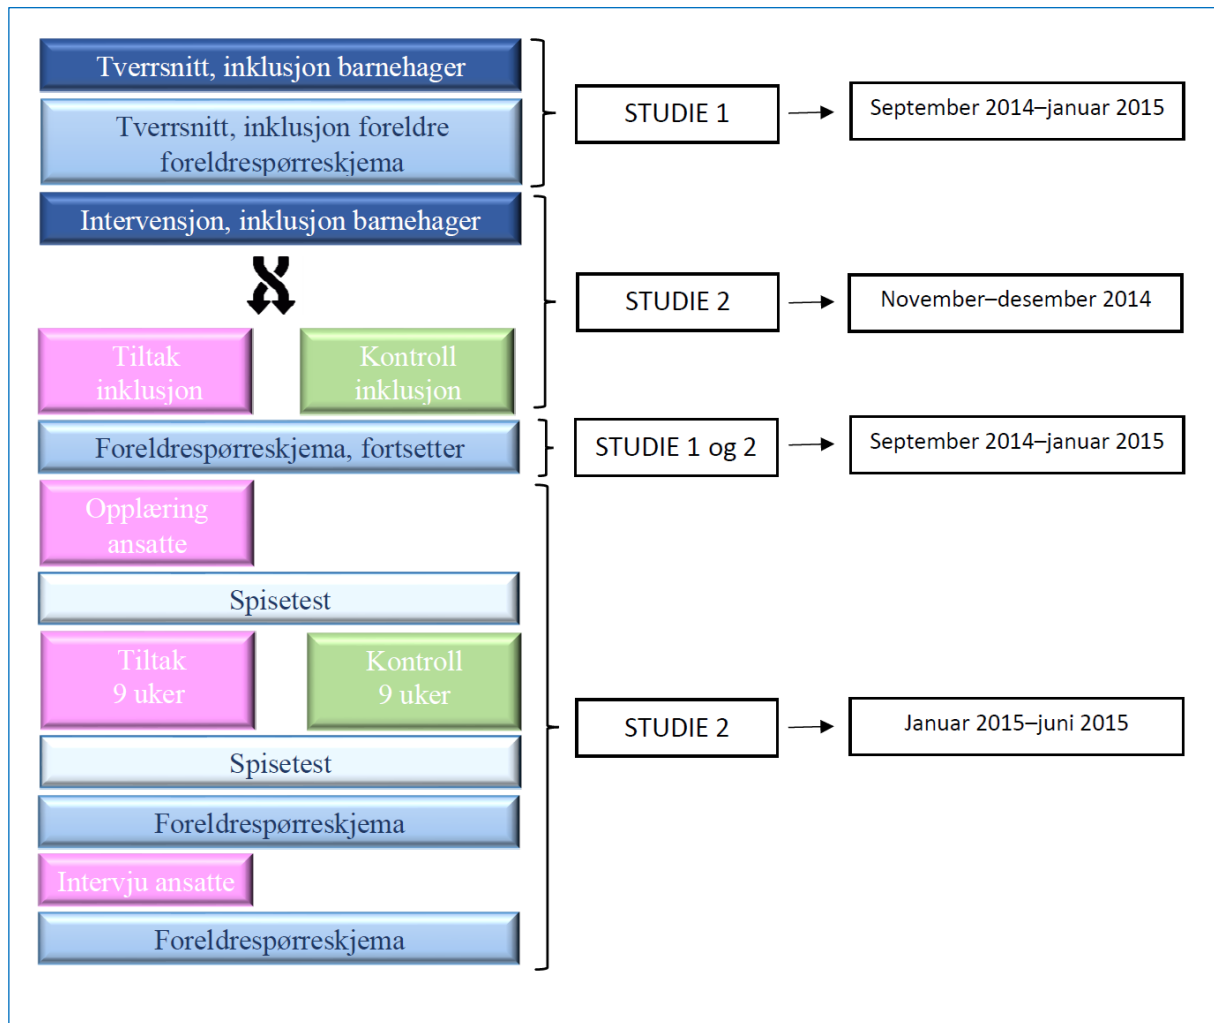 Tverrsnitt, inklusjon barnehager
Tverrsnitt, inklusjon foreldre
foreldrespørreskjema
STUDIE 1
September 2014–januar 2015
Intervensjon, inklusjon barnehager
Tiltak
inklusjon
Kontroll
inklusjon
STUDIE 2
November–desember 2014
Foreldrespørreskjema, fortsetter
STUDIE 1 og 2
September 2014–januar 2015
Opplæring
ansatte
Spisetest
Tiltak
9 uker
Kontroll
9 uker
Spisetest
Foreldrespørreskjema
Intervju ansatte
Foreldrespørreskjema
STUDIE 2
Januar 2015–juni 2015